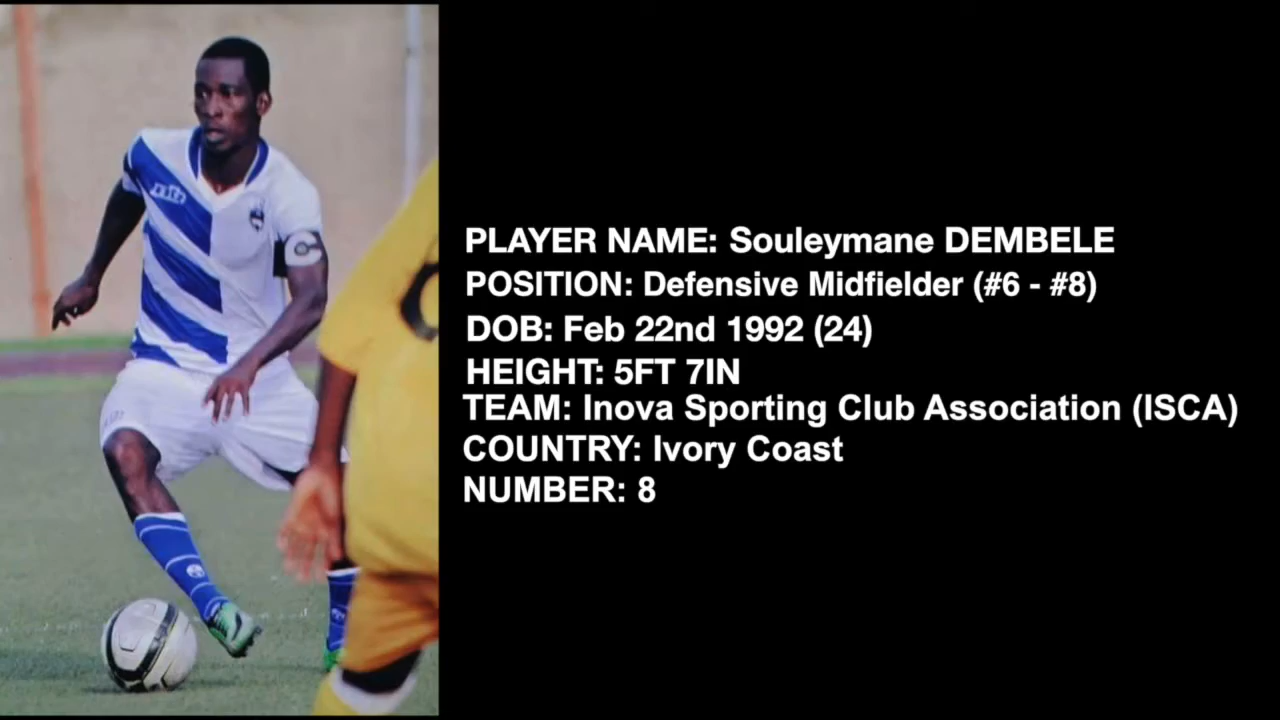 PLAYER NAME: Souleymane DEMBELE
POSITION: Defensive Midfielder (#6 - #8)
DOB: Feb 22nd 1992 (24)
HEIGHT: 5FT 7IN
TEAM: Inova Sporting Club Association (ISCA)
COUNTRY: Ivory Coast
NUMBER: 8
C